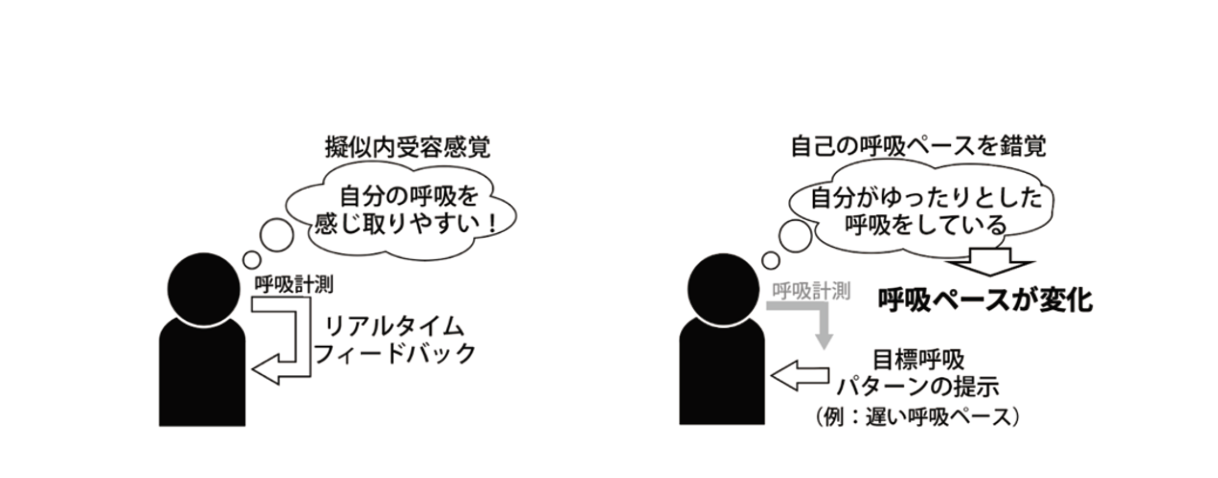 擬似内受容感覚
自分の呼吸を
感じ取りやすい！
呼吸計測
リアルタイム
フィードバック
自己の呼吸ペースを錯覚
自分がゆったりとした
呼吸をしている
呼吸計測
呼吸ペースが変化
目標呼吸
パターンの提示
（例：遅い呼吸ペース）